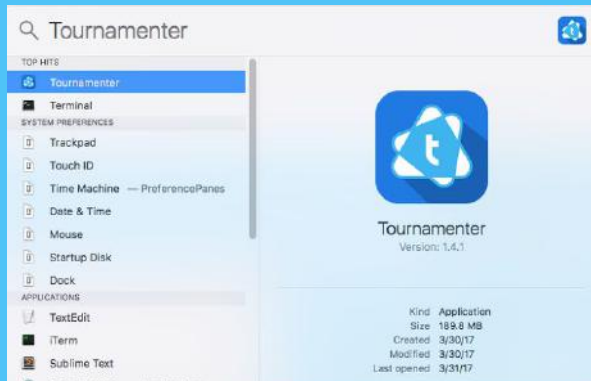 Tournamenter
TOP HITS
Tournamenter
Terminal
SYSTEM PREFERENCES
Trackpad
Touch ID
Time Machine — PreferencePanes
Date & Time
Mouse
Startup Disk
Dock
APPLICATIONS
TextEdit
iTerm
Sublime Text
t
Tournamenter
Version: 1.4.1
Kind Application
Size 189.8 MB
Created 3/30/17
Modified 3/30/17
Last opened 3/31/17